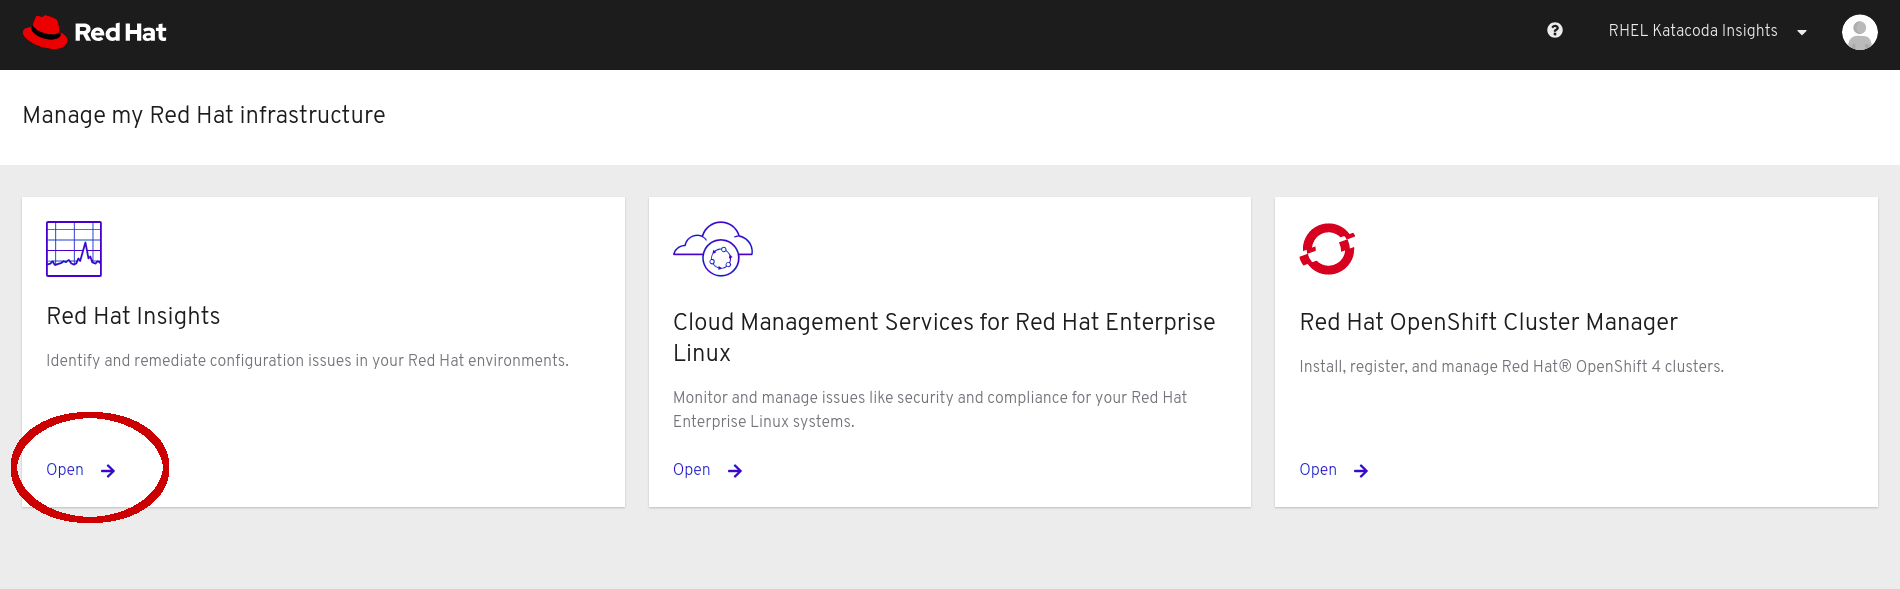 Red Hat
RHEL Katacoda Insights
Manage my Red Hat infrastructure
Red Hat Insights
Identify and remediate configuration issues in your Red Hat environments.
Open
Cloud Management Services for Red Hat Enterprise
Linux
Monitor and manage issues like security and compliance for your Red Hat
Enterprise Linux systems.
Open
Red Hat OpenShift Cluster Manager
Install, register, and manage Red Hat® OpenShift 4 clusters.
Open